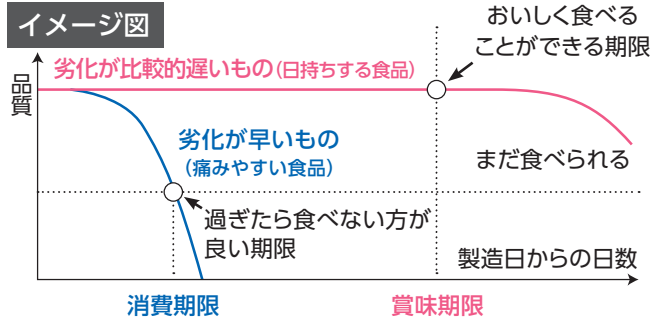 イメージ図
おいしく食べる
ことができる期限
品質
劣化が比較的遅いもの(日持ちする食品)
劣化が早いもの
(痛みやすい食品)
まだ食べられる
過ぎたら食べない方が
良い期限
製造日からの日数
消費期限
賞味期限